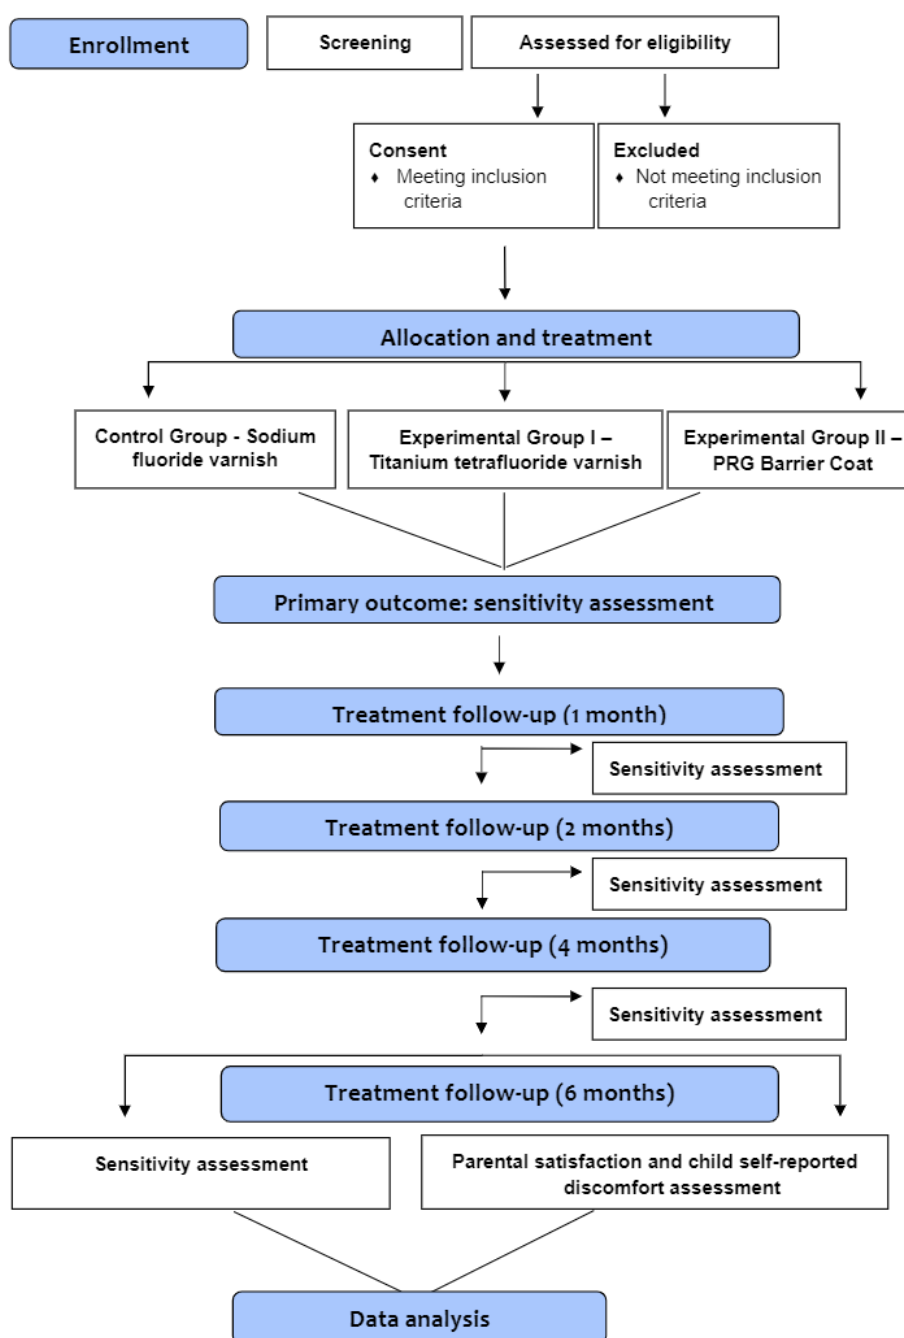 Enrollment
Screening
Assessed for eligibility
Consent
♦ Meeting inclusion
criteria
Excluded
♦ Not meeting inclusion
criteria
Allocation and treatment
Control Group - Sodium
fluoride varnish
Experimental Group I –
Titanium tetrafluoride varnish
Experimental Group II –
PRG Barrier Coat
Primary outcome: sensitivity assessment
Treatment follow-up (1 month)
Sensitivity assessment
Treatment follow-up (2 months)
Sensitivity assessment
Treatment follow-up (4 months)
Sensitivity assessment
Treatment follow-up (6 months)
Sensitivity assessment
Parental satisfaction and child self-reported
discomfort assessment
Data analysis